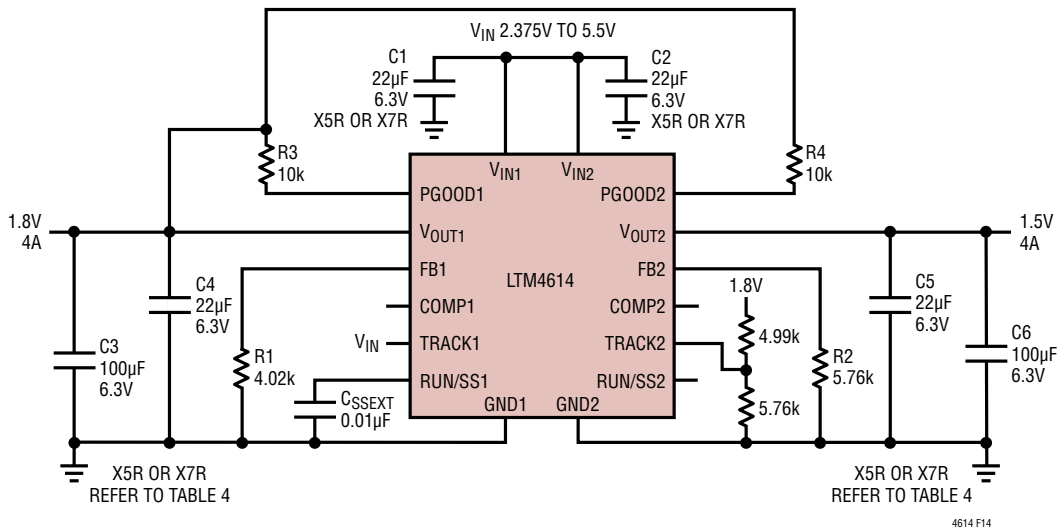 V_IN 2.375V TO 5.5V
C1
22µF
6.3V
X5R OR X7R
C2
22µF
6.3V
X5R OR X7R
R3
10k
R4
10k
V_IN1
V_IN2
PGOOD1
PGOOD2
1.8V
4A
V_OUT1
V_OUT2
1.5V
4A
FB1
LTM4614
FB2
C4
22µF
6.3V
COMP1
COMP2
1.8V
C5
22µF
6.3V
C3
100µF
6.3V
R1
4.02k
V_IN
TRACK1
TRACK2
4.99k
R2
5.76k
C6
100µF
6.3V
RUN/SS1
RUN/SS2
C_SSEXT
0.01µF
GND1
GND2
5.76k
X5R OR X7R
REFER TO TABLE 4
X5R OR X7R
REFER TO TABLE 4
4614 F14